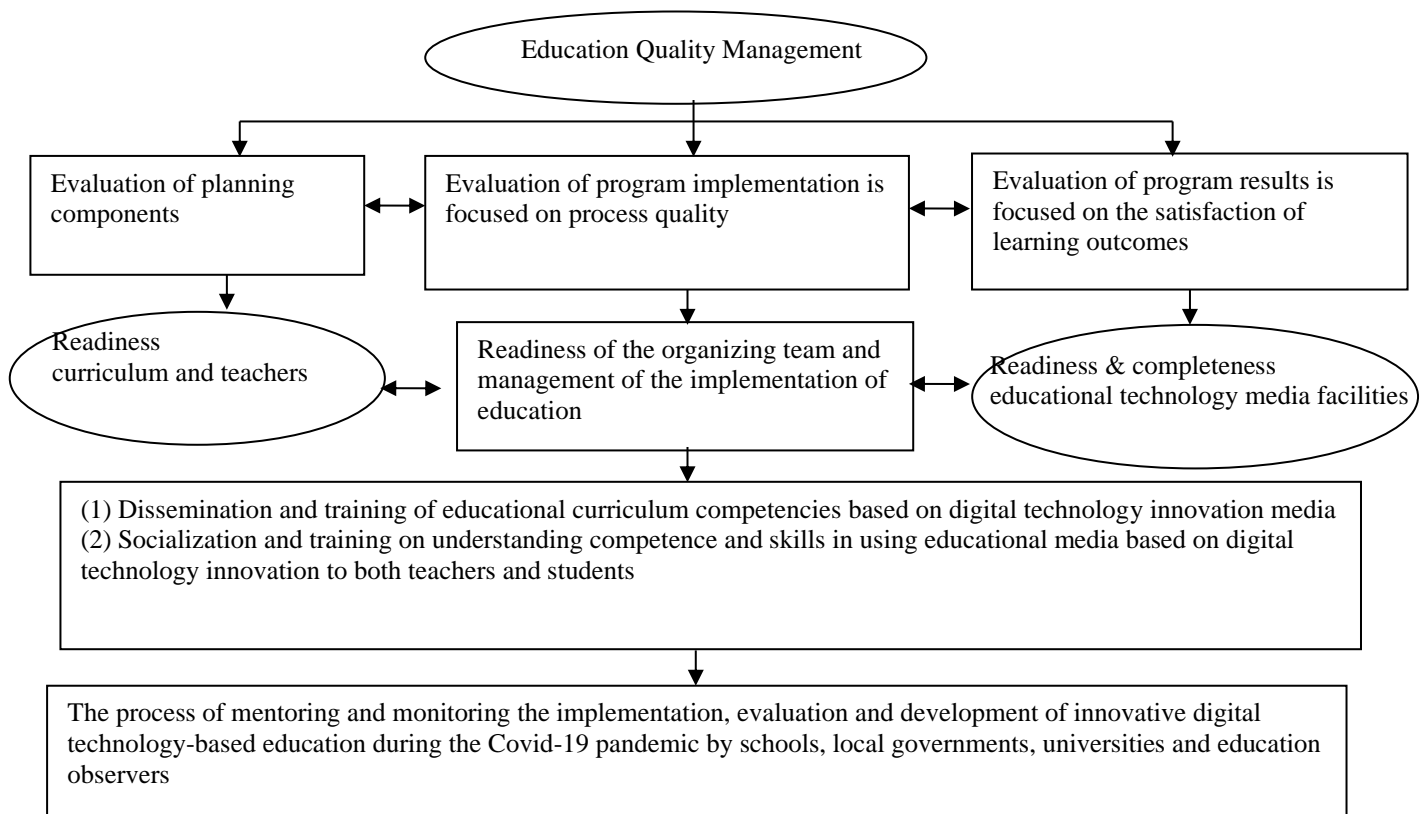 Education Quality Management
Evaluation of planning
components
Evaluation of program implementation is
focused on process quality
Evaluation of program results is
focused on the satisfaction of
learning outcomes
Readiness
curriculum and teachers
Readiness of the organizing team and
management of the implementation of
education
Readiness & completeness
educational technology media facilities
(1) Dissemination and training of educational curriculum competencies based on digital technology innovation media
(2) Socialization and training on understanding competence and skills in using educational media based on digital
technology innovation to both teachers and students
The process of mentoring and monitoring the implementation, evaluation and development of innovative digital
technology-based education during the Covid-19 pandemic by schools, local governments, universities and education
observers